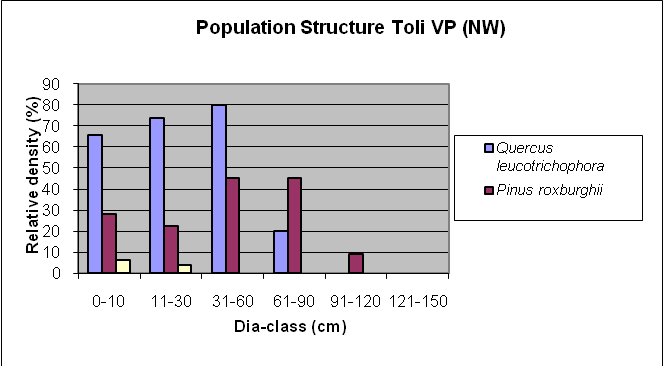 Population Structure Toli VP (NW)
90
80
70
60
50
40
30
20
10
0
Relative density (%)
0-10 11-30 31-60 61-90 91-120 121-150
Dia-class (cm)
Quercus
leucotrichophora
Pinus roxburghii